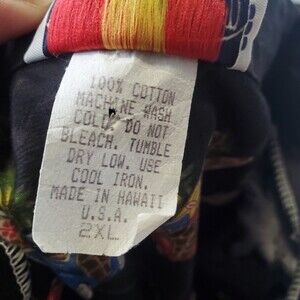 100% COTTON
MACHINE WASH
COLD. DO NOT
BLEACH. TUMBLE
DRY LOW. USE
COOL IRON.
MADE IN HAWAII
U.S.A.
2XL